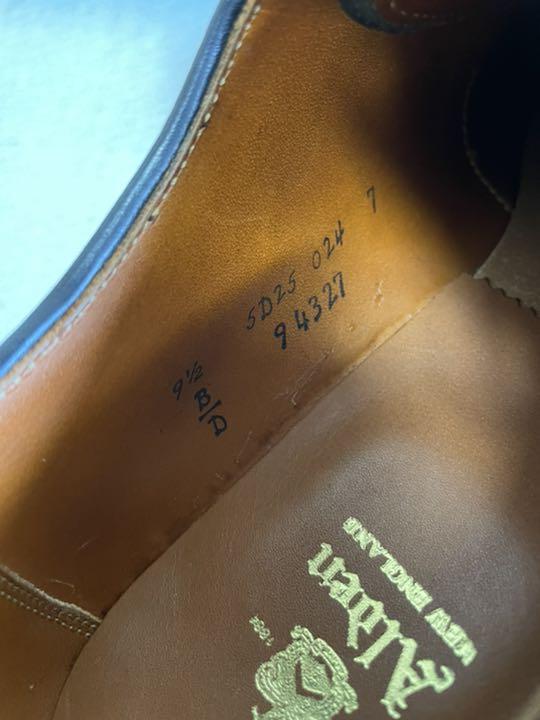 5D25 024 7
94327
9½
B/D
Alden
NEW ENGLAND